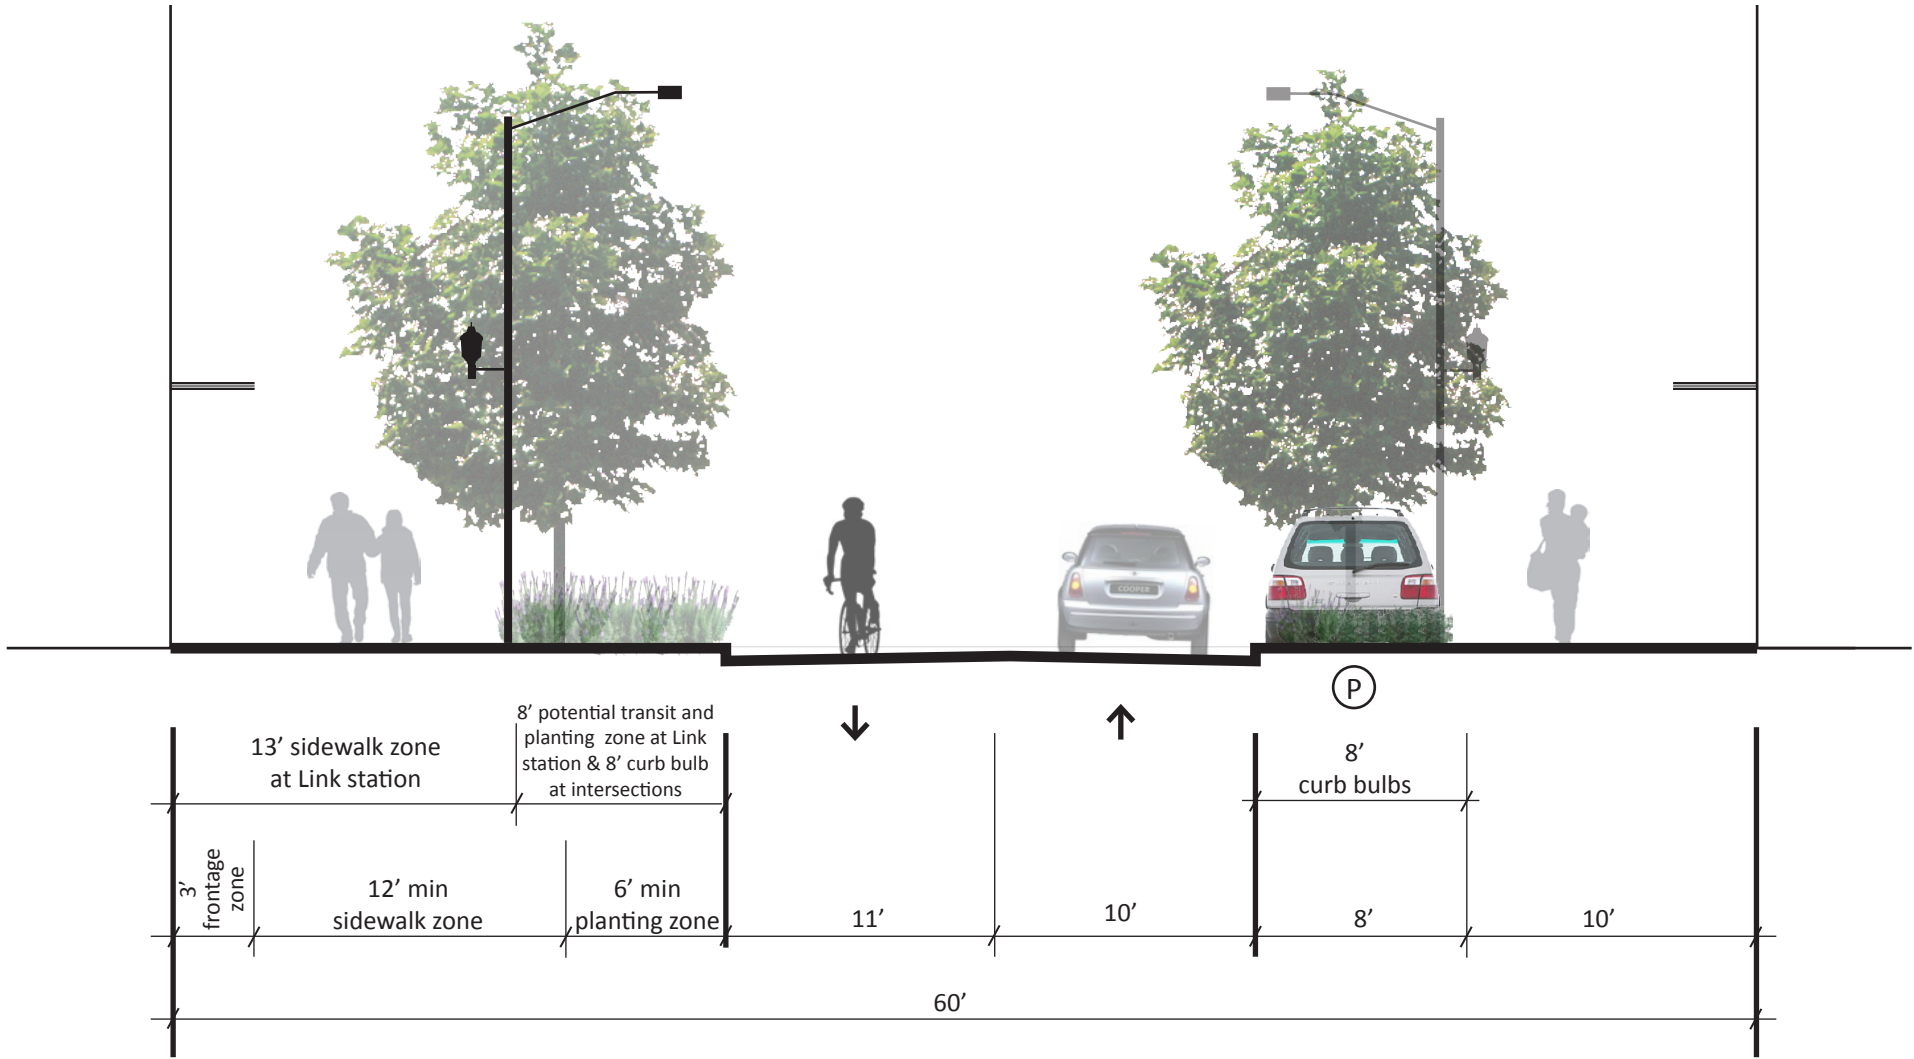 COOPER
P
13’ sidewalk zone
at Link station
8’ potential transit and
planting zone at Link
station & 8’ curb bulb
at intersections
8’
curb bulbs
3’
frontage
zone
12’ min
sidewalk zone
6’ min
planting zone
11’
10’
8’
10’
60’